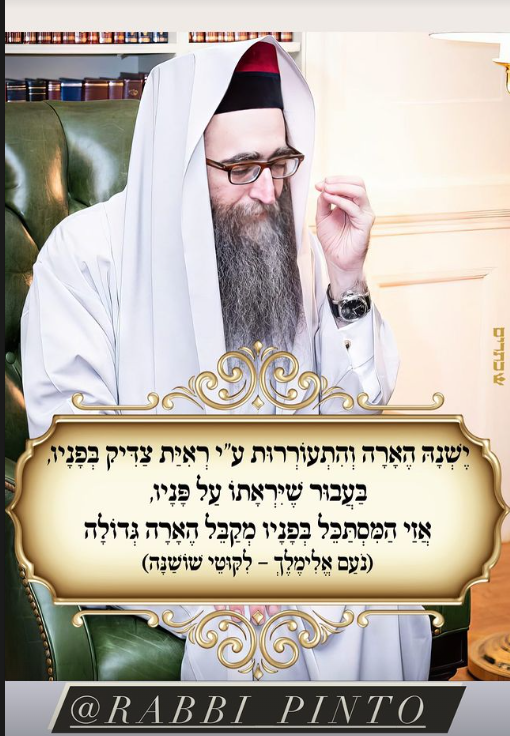 יֶשְׁנָהּ הֶאָרָה וְהִתְעוֹרְרוּת ע"י רְאִיַּת צַדִּיק בְּפָנָיו,
בַּעֲבוּר שֶׁיִּרְאָתוֹ עַל פָּנָיו,
אֲזַי הַמִּסְתַּכֵּל בְּפָנָיו מְקַבֵּל הֶאָרָה גְּדוֹלָה
(נֹעַם אֱלִימֶלֶךְ – לִקּוּטֵי שׁוֹשַׁנָּה)
@RABBI PINTO